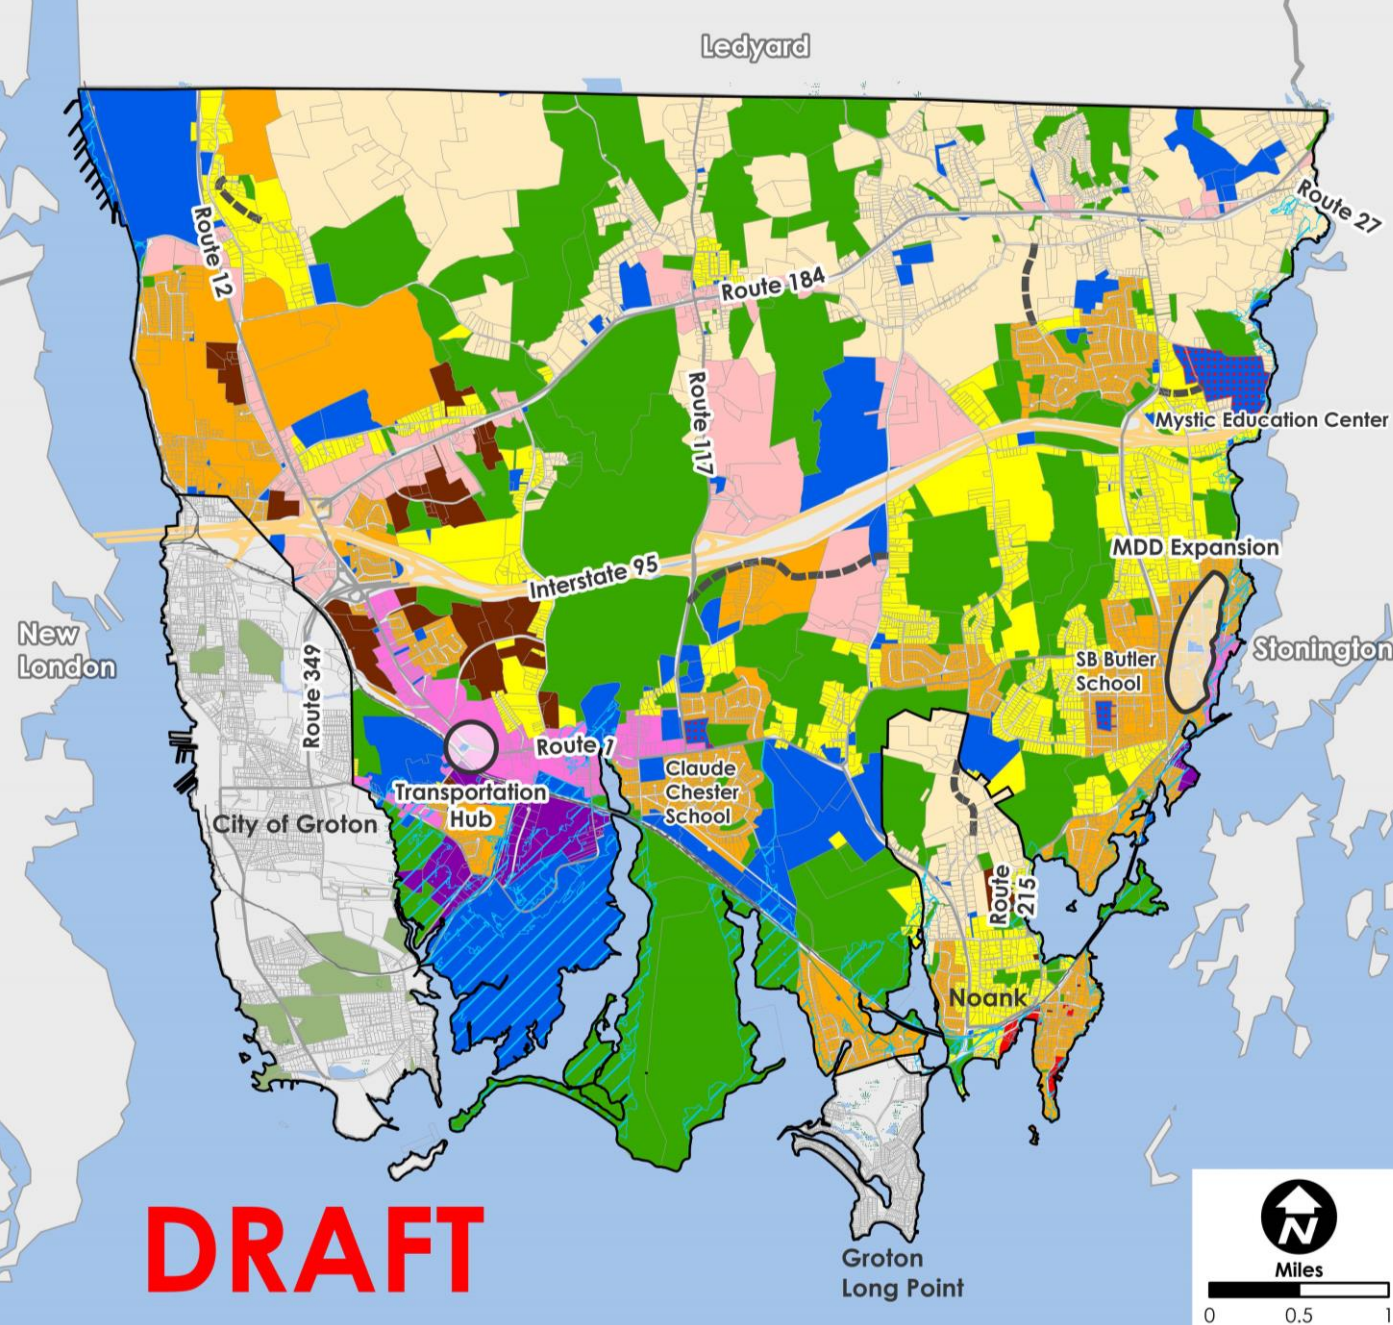 Ledyard
Route 27
Route 12
Route 184
Route 117
Mystic Education Center
MDD Expansion
Interstate 95
New
London
Stonington
Route 349
SB Butler
School
Route 1
Claude
Chester
School
Transportation
Hub
City of Groton
Route
215
Noank
DRAFT
Groton
Long Point
N
Miles
0 0.5 1